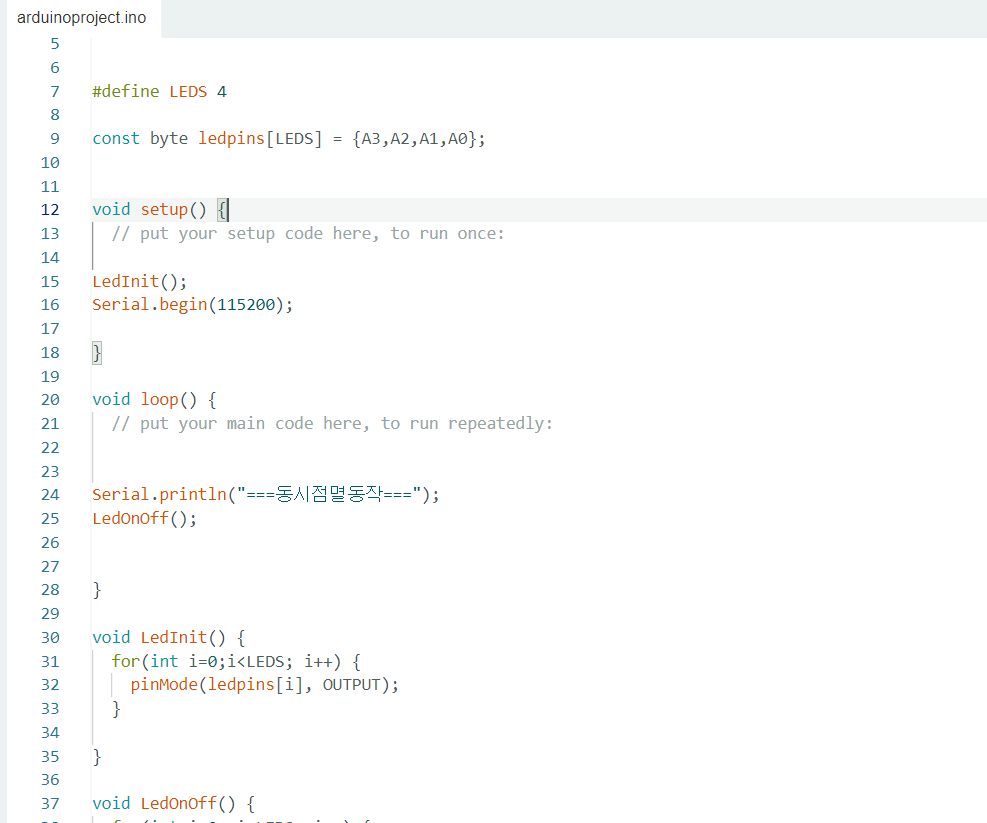 arduinoproject.ino
5
6
7 #define LEDS 4
8
9 const byte ledpins[LEDS] = {A3,A2,A1,A0};
10
11
12 void setup() {
13 // put your setup code here, to run once:
14
15 LedInit();
16 Serial.begin(115200);
17
18 }
19
20 void loop() {
21 // put your main code here, to run repeatedly:
22
23
24 Serial.println("===동시점멸동작===");
25 LedOnOff();
26
27
28 }
29
30 void LedInit() {
31 for(int i=0;i<LEDS; i++) {
32 pinMode(ledpins[i], OUTPUT);
33 }
34
35 }
36
37 void LedOnOff() {